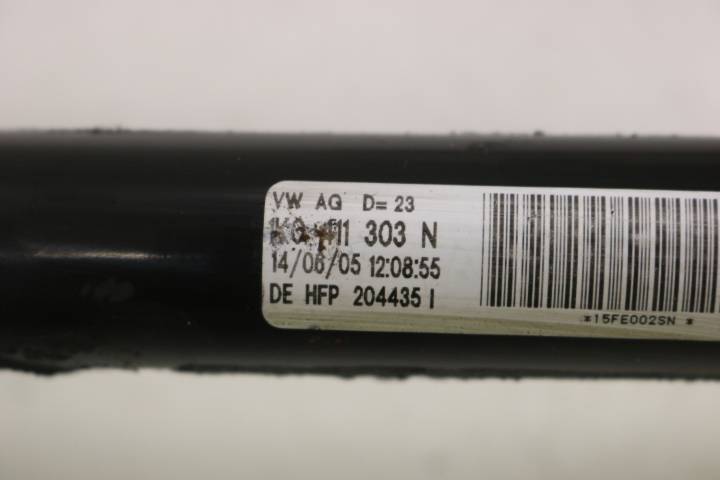 VW AG D= 23
303 N
14/06/05 12:08:55
DE HFP 204435 I
*15FE002SN *